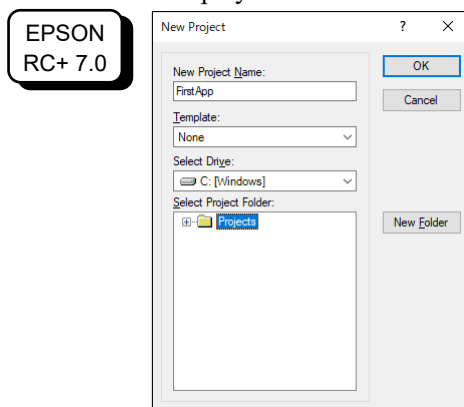 EPSON
RC+ 7.0
New Project
?
New Project Name:
FirstApp
OK
Cancel
Template:
None
Select Drive:
C: [Windows]
Select Project Folder:
Projects
New Folder